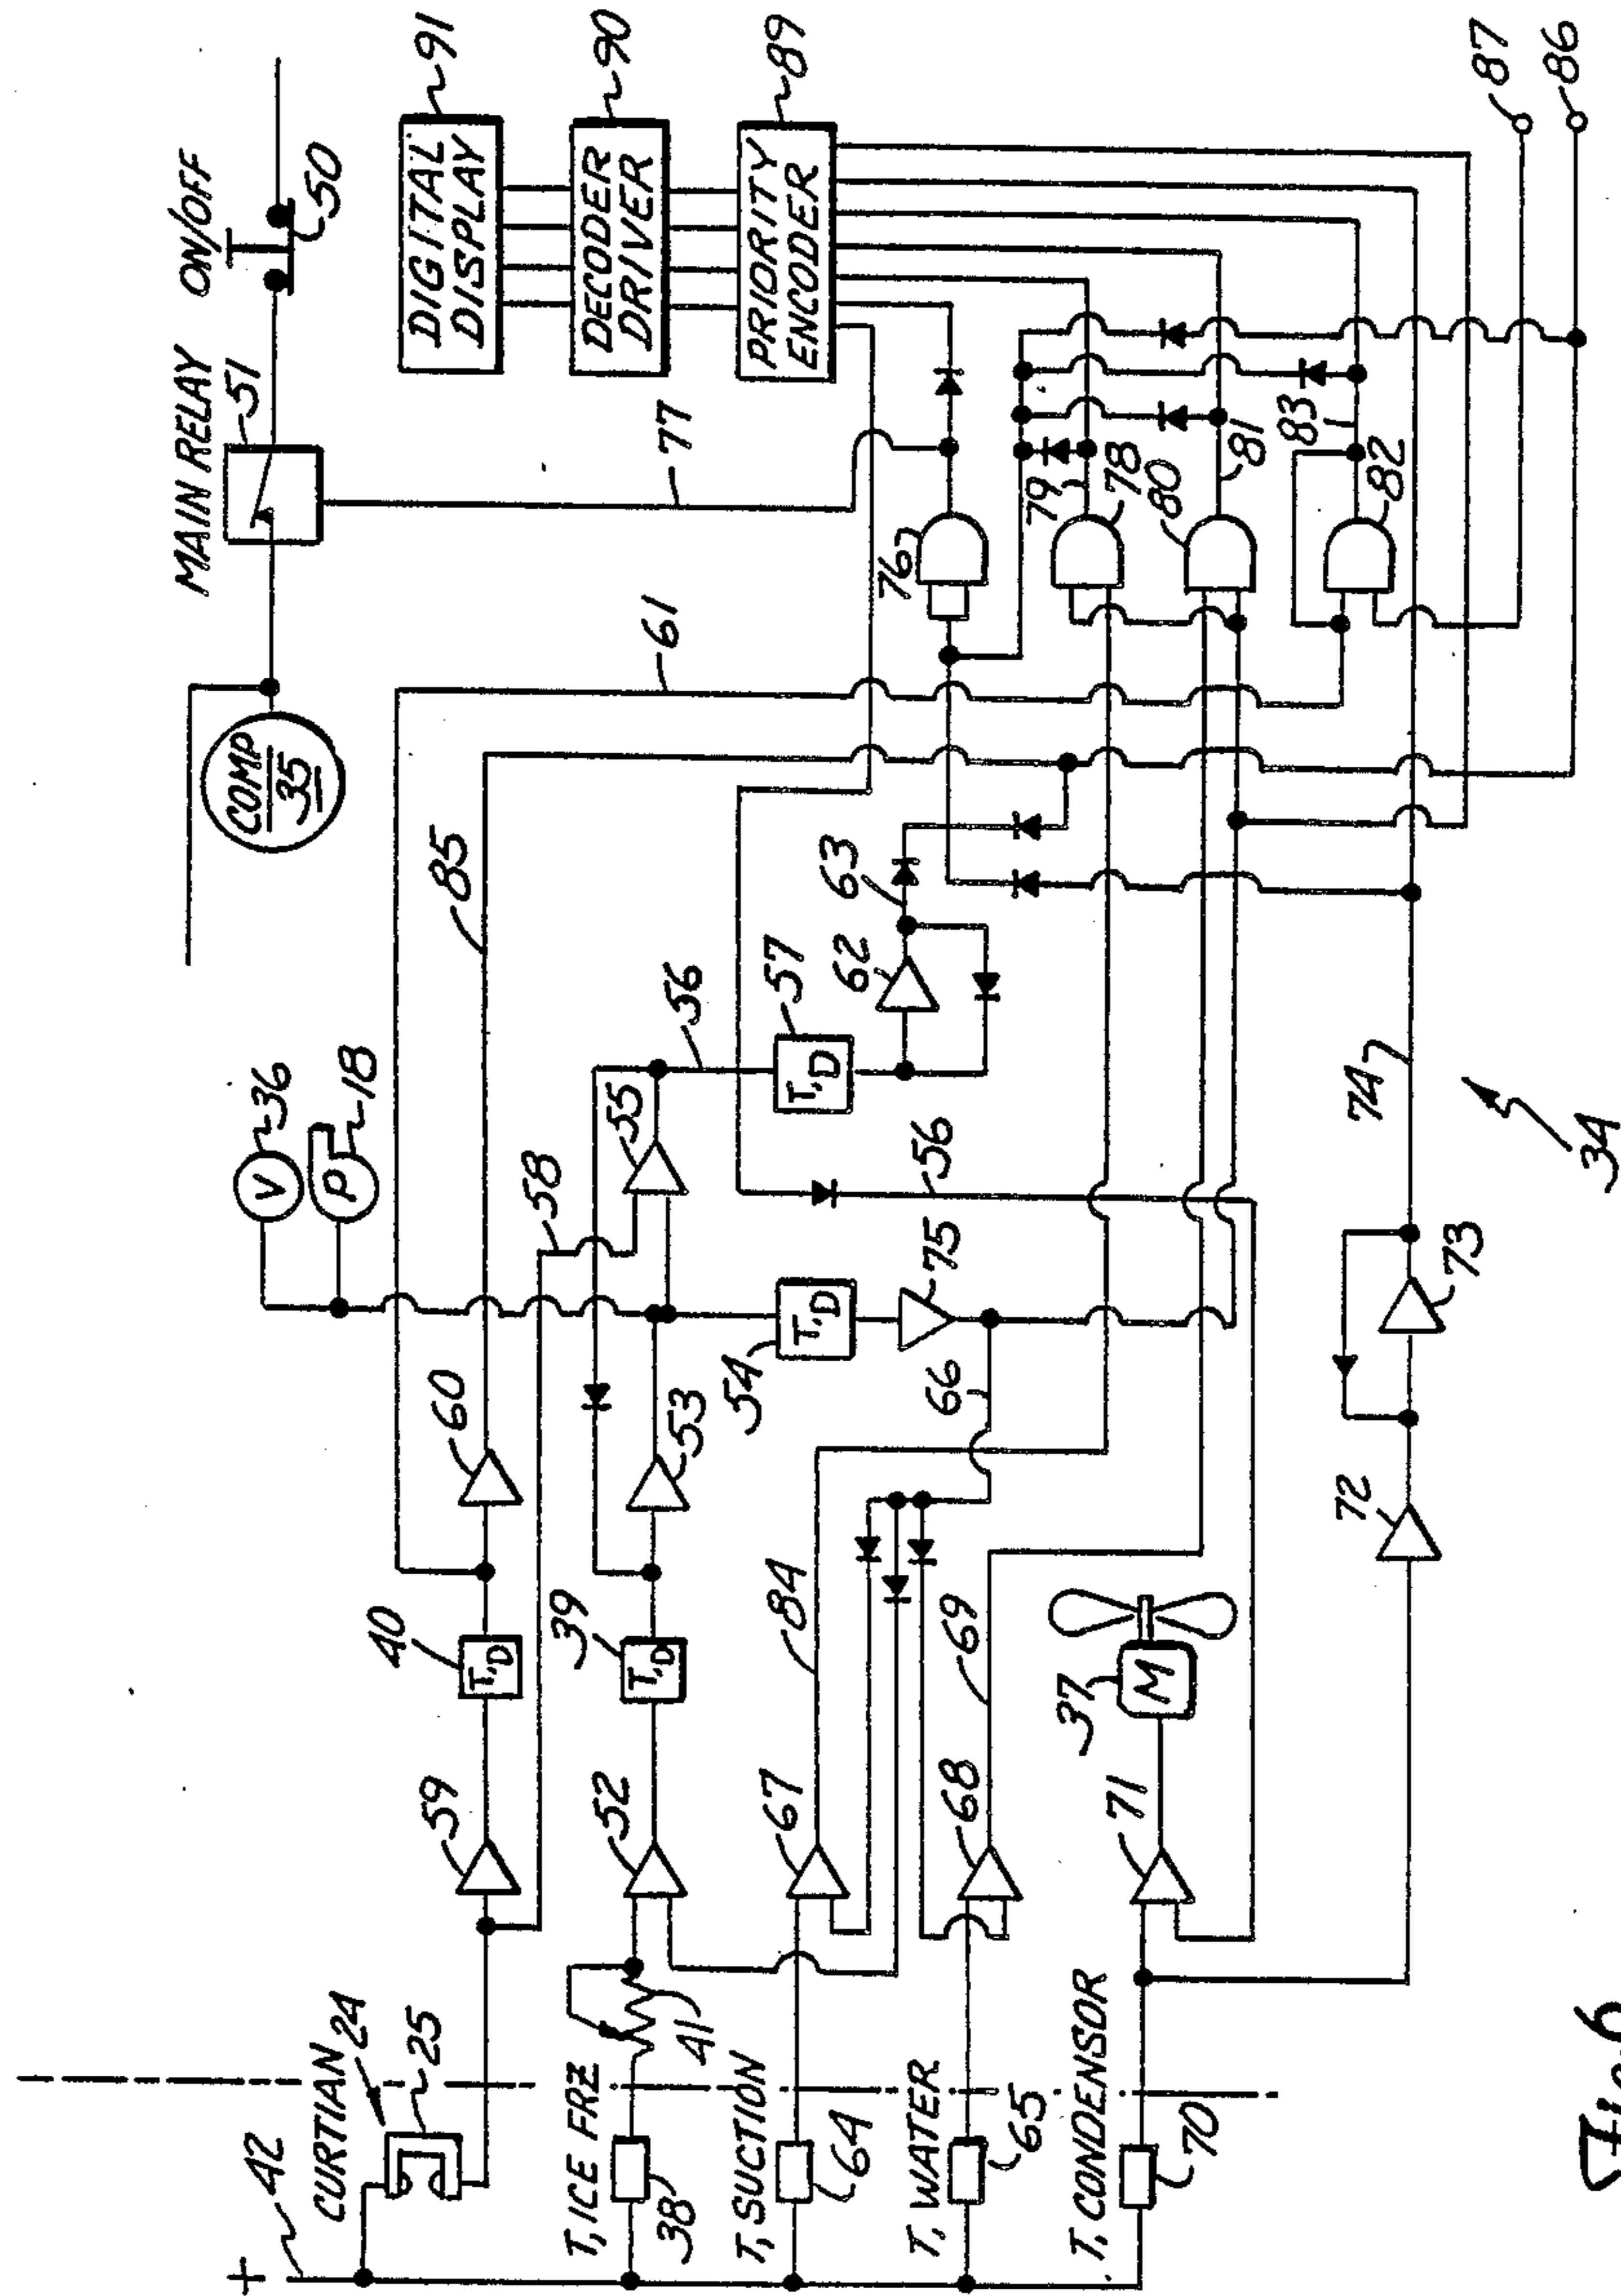 MAIN RELAY
51
ON/OFF
50
COMP
35
36
V
18
P
61
77
DIGITAL
DISPLAY
91
DECODER
DRIVER
90
PRIORITY
ENCODER
89
+
42
CURTIAN
24
25
59
40
T,D
60
85
58
T, ICE FRZ
38
41
52
39
T,D
53
55
56
54
T,D
57
T,D
62
63
75
66
56
T, SUCTION
64
67
84
T, WATER
65
68
69
T, CONDENSOR
70
71
37
M
72
73
74
76
79
78
80
81
83
82
87
86
34
Fig. 6